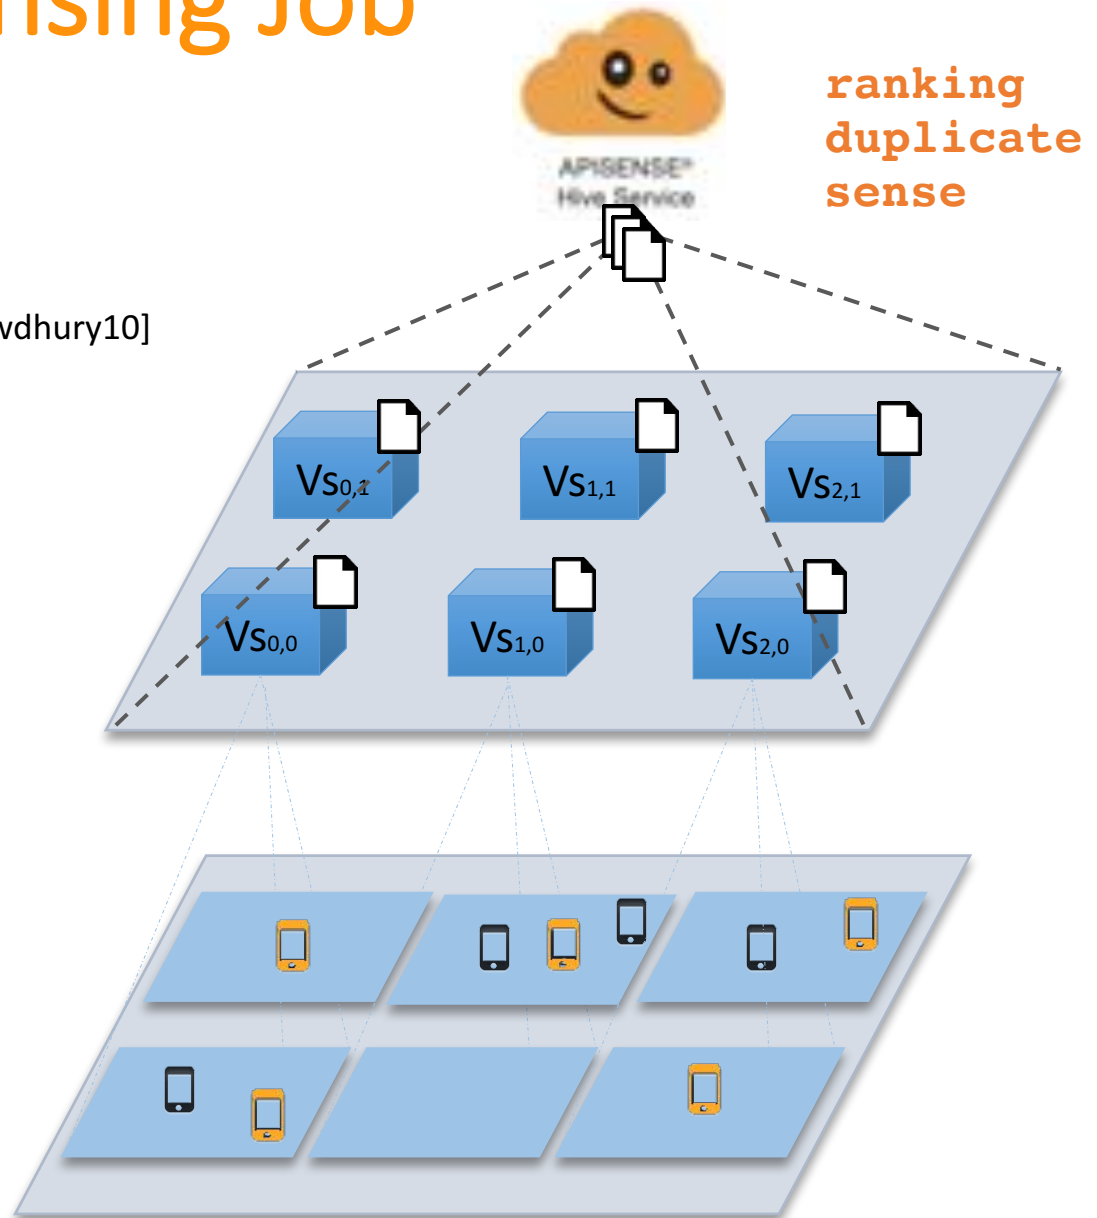 nsing Job
ranking
duplicate
sense
APISENSE®
Hive Service
wdhury10]
Vs0,1
Vs1,1
Vs2,1
Vs0,0
Vs1,0
Vs2,0